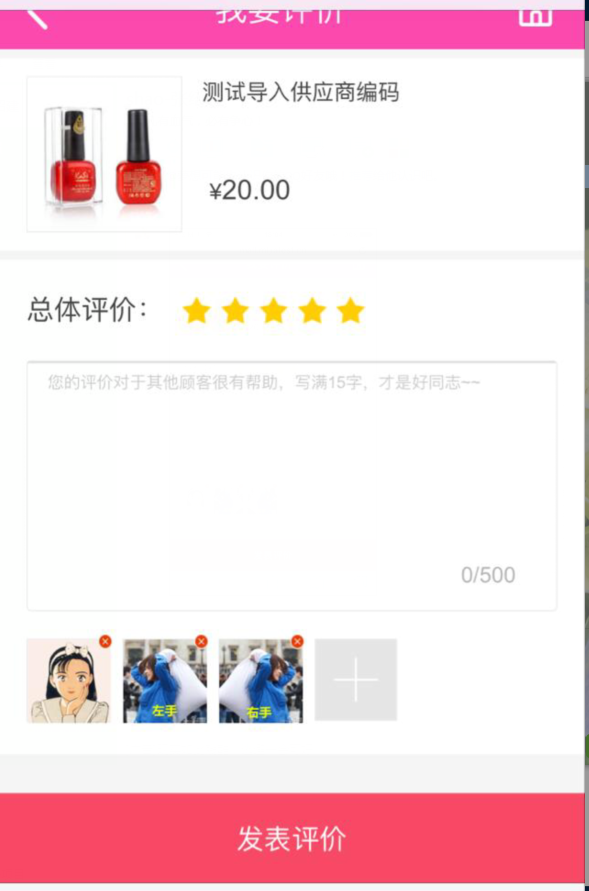 我要评价
测试导入供应商编码
¥20.00
总体评价：
您的评价对于其他顾客很有帮助，写满15字，才是好同志~~
0/500
左手
右手
发表评价